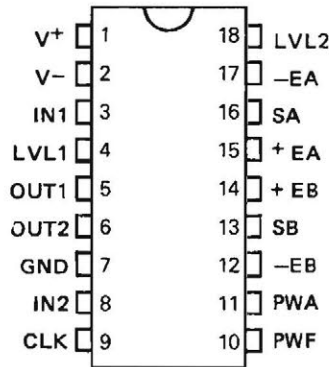 V+ 1 18 LVL2
V- 2 17 -EA
IN1 3 16 SA
LVL1 4 15 +EA
OUT1 5 14 +EB
OUT2 6 13 SB
GND 7 12 -EB
IN2 8 11 PWA
CLK 9 10 PWF